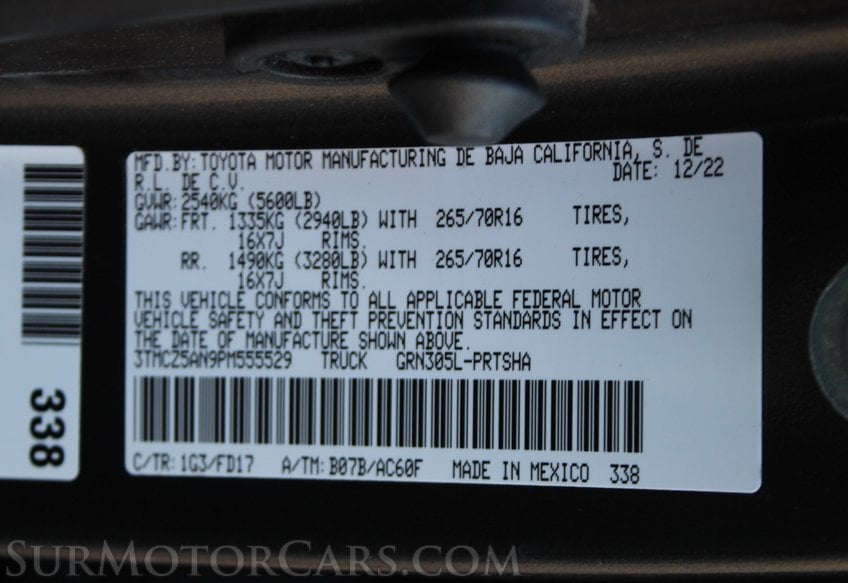 MFD.BY:TOYOTA MOTOR MANUFACTURING DE BAJA CALIFORNIA, S. DE
R.L. DE C.V. DATE: 12/22
GVWR:2540KG (5600LB)
GAWR:FRT. 1335KG (2940LB) WITH 265/70R16 TIRES,
16X7J RIMS.
RR. 1490KG (3280LB) WITH 265/70R16 TIRES,
16X7J RIMS.
THIS VEHICLE CONFORMS TO ALL APPLICABLE FEDERAL MOTOR
VEHICLE SAFETY AND THEFT PREVENTION STANDARDS IN EFFECT ON
THE DATE OF MANUFACTURE SHOWN ABOVE.
3TMCZ5AN9PM555529 TRUCK GRN305L-PRTSHA
C/TR:1G3/FD17 A/TM:B07B/AC60F MADE IN MEXICO 338
338
SURMOTORCARS.COM